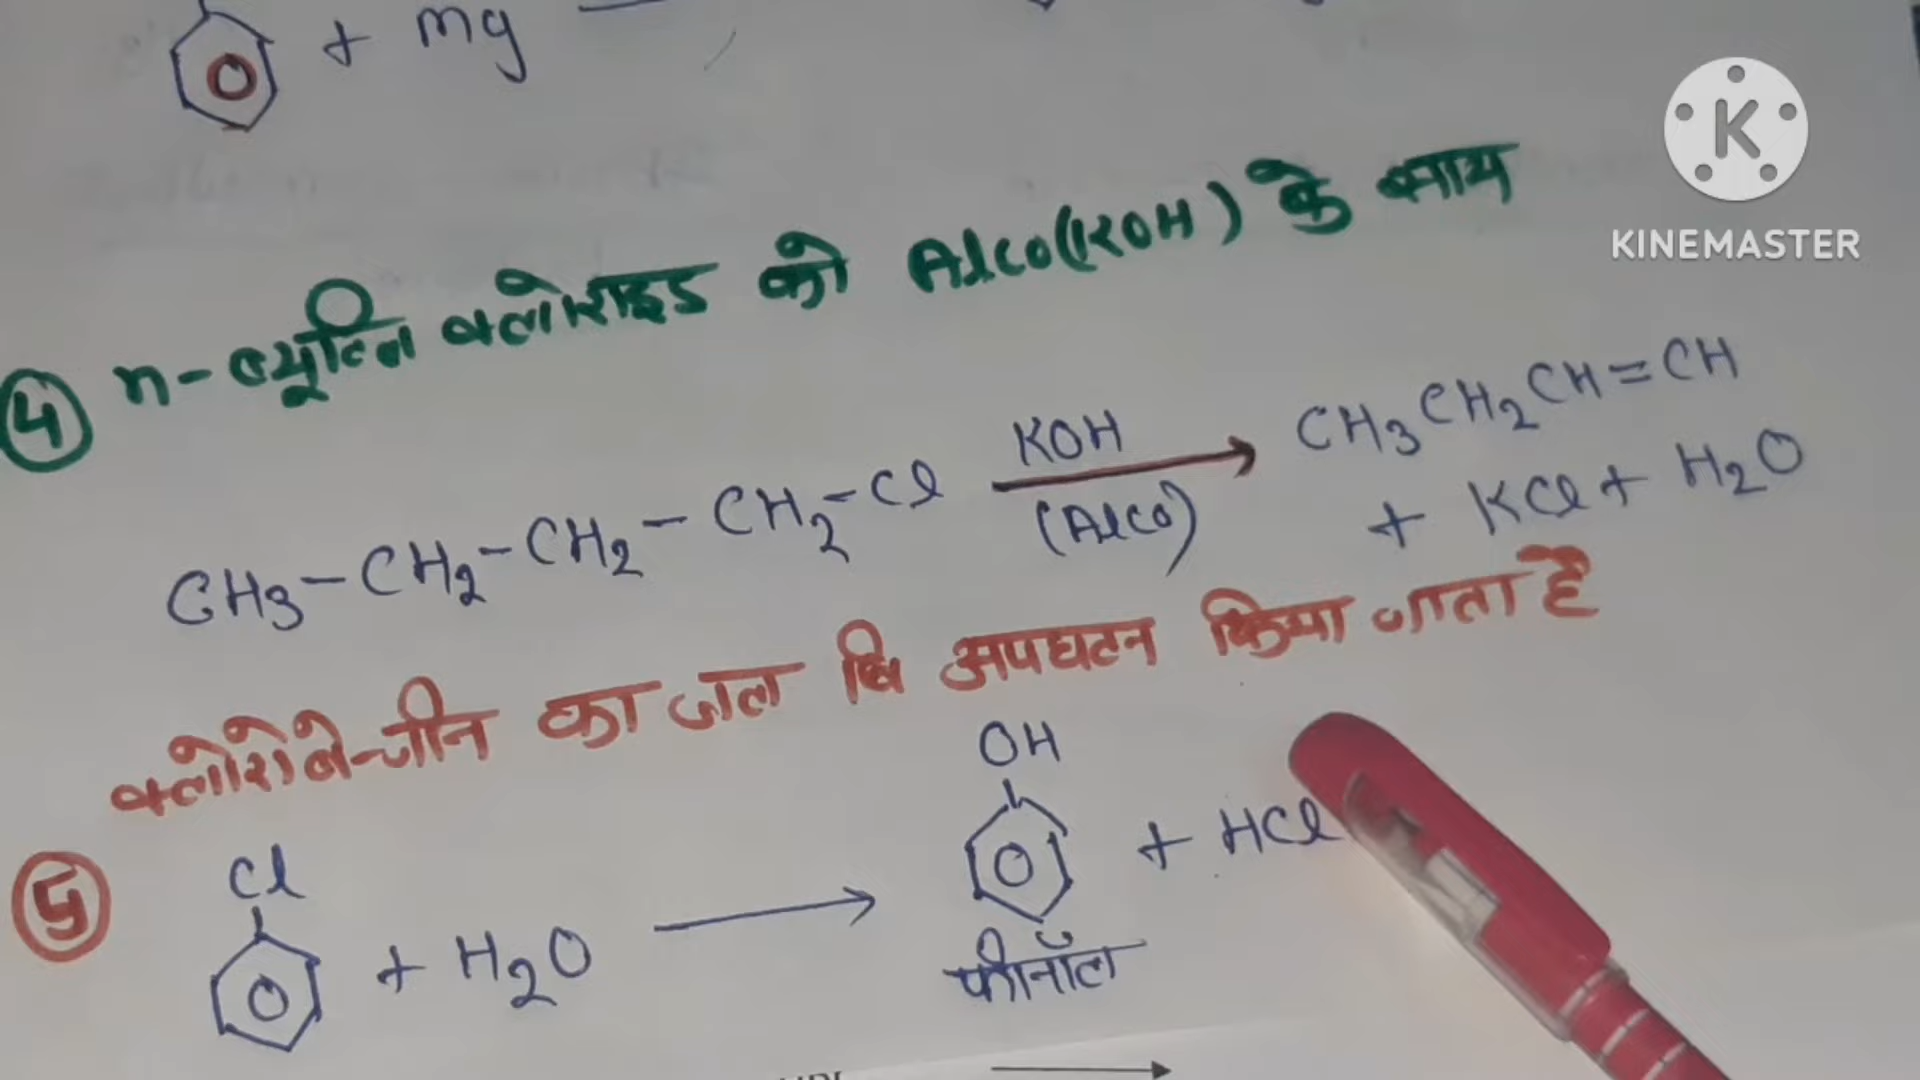 + Mg
K
KINEMASTER
④ n-ब्यूटिल क्लोराइड को Alco(KOH) के साथ
CH3-CH2-CH2-CH2-Cl KOH (Alco) CH3CH2CH=CH
+ KCl + H2O
क्लोरोबेन्जीन का जल वि अपघटन किया जाता है
⑤ Cl + H2O OH + HCl
फीनॉल